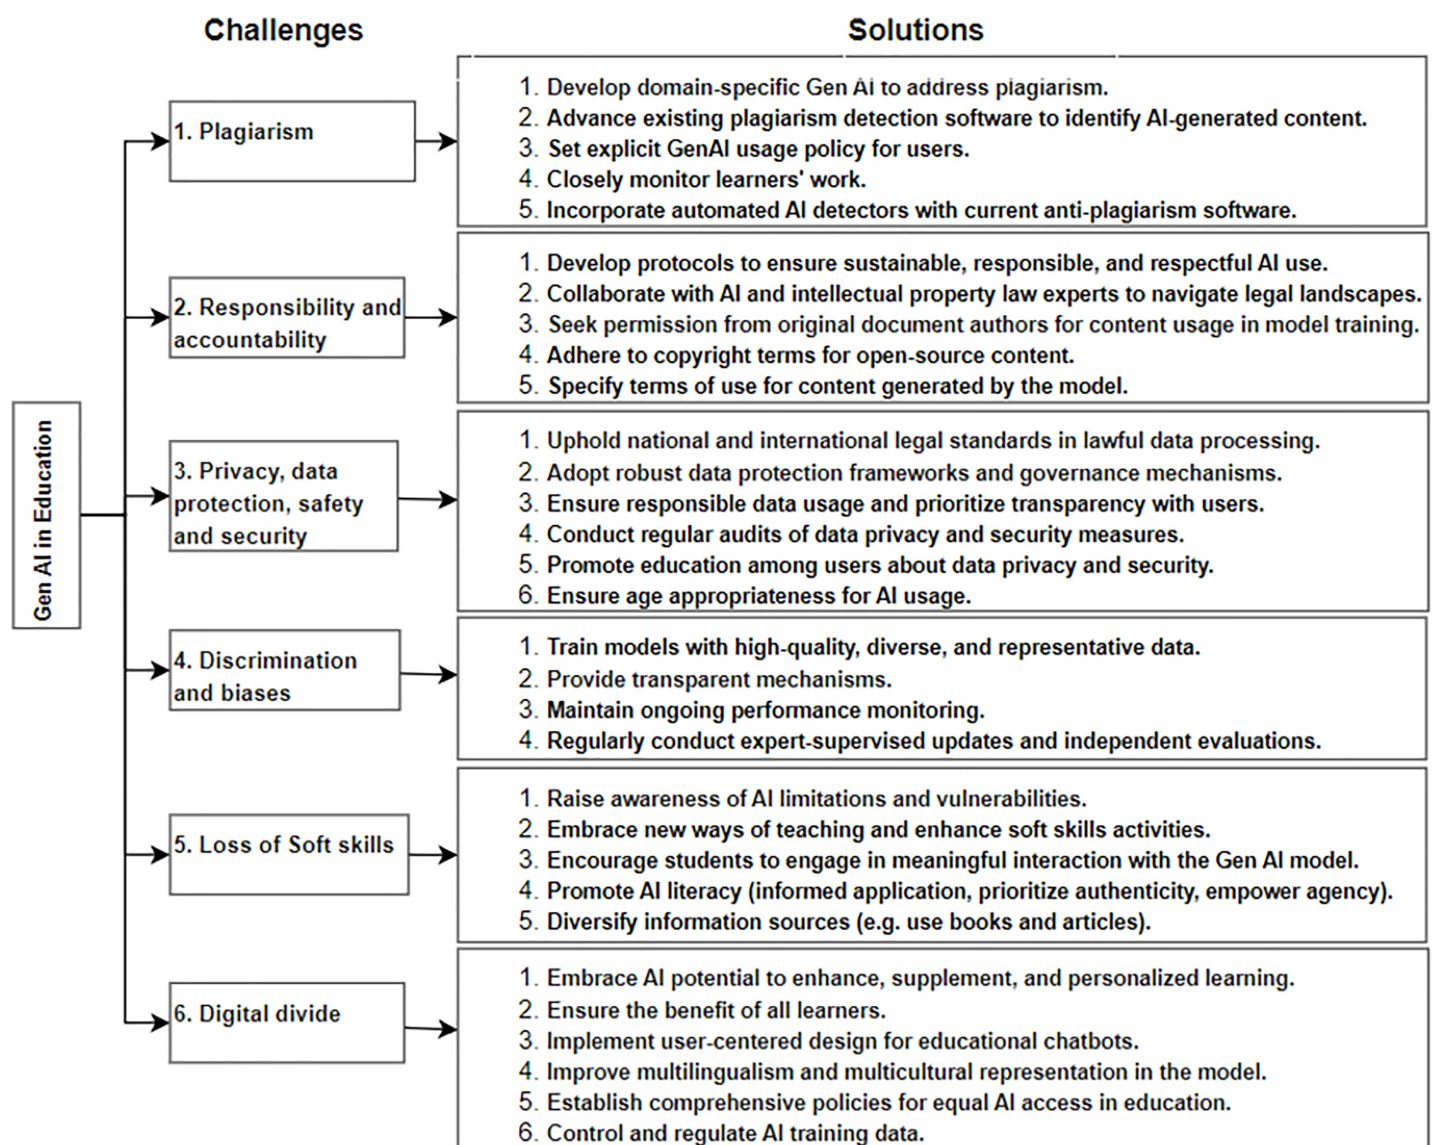 Challenges
Solutions
Gen AI in Education
1. Plagiarism
1. Develop domain-specific Gen AI to address plagiarism.
2. Advance existing plagiarism detection software to identify AI-generated content.
3. Set explicit GenAI usage policy for users.
4. Closely monitor learners' work.
5. Incorporate automated AI detectors with current anti-plagiarism software.
2. Responsibility and
accountability
1. Develop protocols to ensure sustainable, responsible, and respectful AI use.
2. Collaborate with AI and intellectual property law experts to navigate legal landscapes.
3. Seek permission from original document authors for content usage in model training.
4. Adhere to copyright terms for open-source content.
5. Specify terms of use for content generated by the model.
3. Privacy, data
protection, safety
and security
1. Uphold national and international legal standards in lawful data processing.
2. Adopt robust data protection frameworks and governance mechanisms.
3. Ensure responsible data usage and prioritize transparency with users.
4. Conduct regular audits of data privacy and security measures.
5. Promote education among users about data privacy and security.
6. Ensure age appropriateness for AI usage.
4. Discrimination
and biases
1. Train models with high-quality, diverse, and representative data.
2. Provide transparent mechanisms.
3. Maintain ongoing performance monitoring.
4. Regularly conduct expert-supervised updates and independent evaluations.
5. Loss of Soft skills
1. Raise awareness of AI limitations and vulnerabilities.
2. Embrace new ways of teaching and enhance soft skills activities.
3. Encourage students to engage in meaningful interaction with the Gen AI model.
4. Promote AI literacy (informed application, prioritize authenticity, empower agency).
5. Diversify information sources (e.g. use books and articles).
6. Digital divide
1. Embrace AI potential to enhance, supplement, and personalized learning.
2. Ensure the benefit of all learners.
3. Implement user-centered design for educational chatbots.
4. Improve multilingualism and multicultural representation in the model.
5. Establish comprehensive policies for equal AI access in education.
6. Control and regulate AI training data.